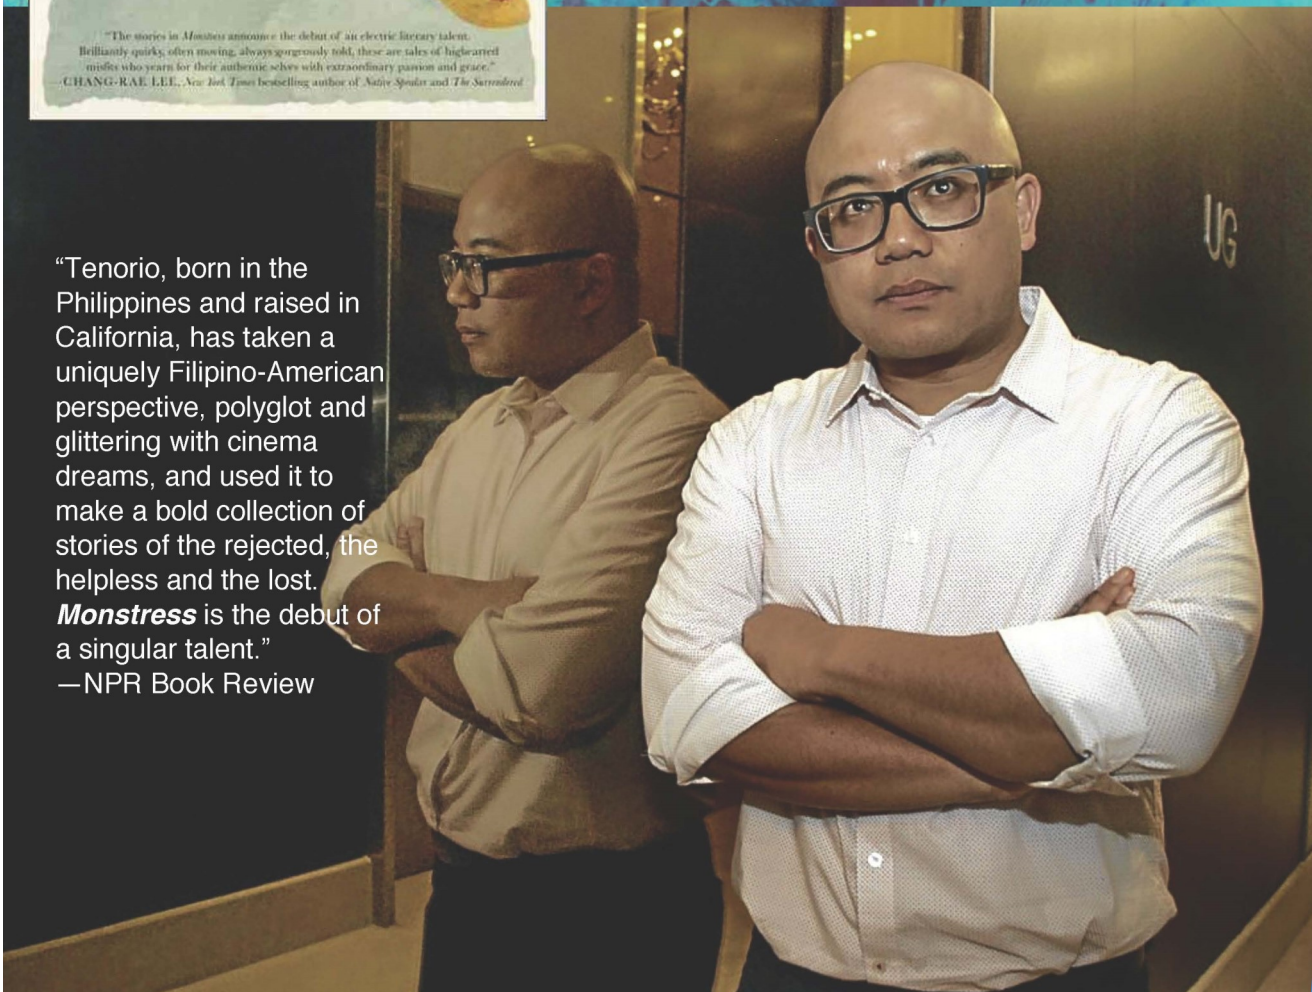 “The stories in Monstress announce the debut of an electric literary talent.
Brilliantly quirky, often moving, always gorgeously told, these are tales of bighearted
misfits who yearn for their authentic selves with extraordinary passion and grace.”
—CHANG-RAE LEE, New York Times bestselling author of Native Speaker and The Surrendered
UG
“Tenorio, born in the
Philippines and raised in
California, has taken a
uniquely Filipino-American
perspective, polyglot and
glittering with cinema
dreams, and used it to
make a bold collection of
stories of the rejected, the
helpless and the lost.
Monstress is the debut of
a singular talent.”
—NPR Book Review